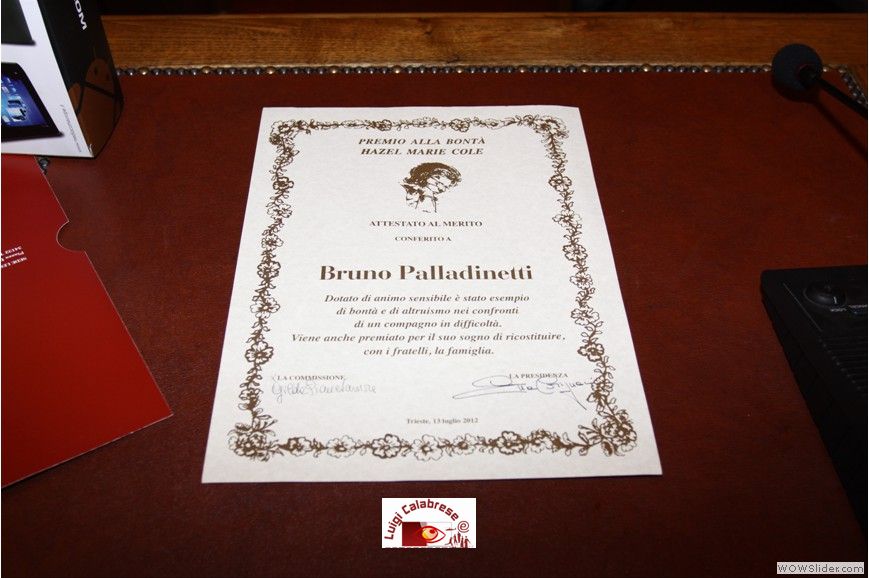 OM
PREMIO ALLA BONTÀ
HAZEL MARIE COLE
ATTESTATO AL MERITO
CONFERITO A
Bruno Palladinetti
Dotato di animo sensibile è stato esempio
di bontà e di altruismo nei confronti
di un compagno in difficoltà.
Viene anche premiato per il suo sogno di ricostituire,
con i fratelli, la famiglia.
LA COMMISSIONE
LA PRESIDENZA
Trieste, 13 luglio 2012
Luigi Calabrese
WOWSlider.com